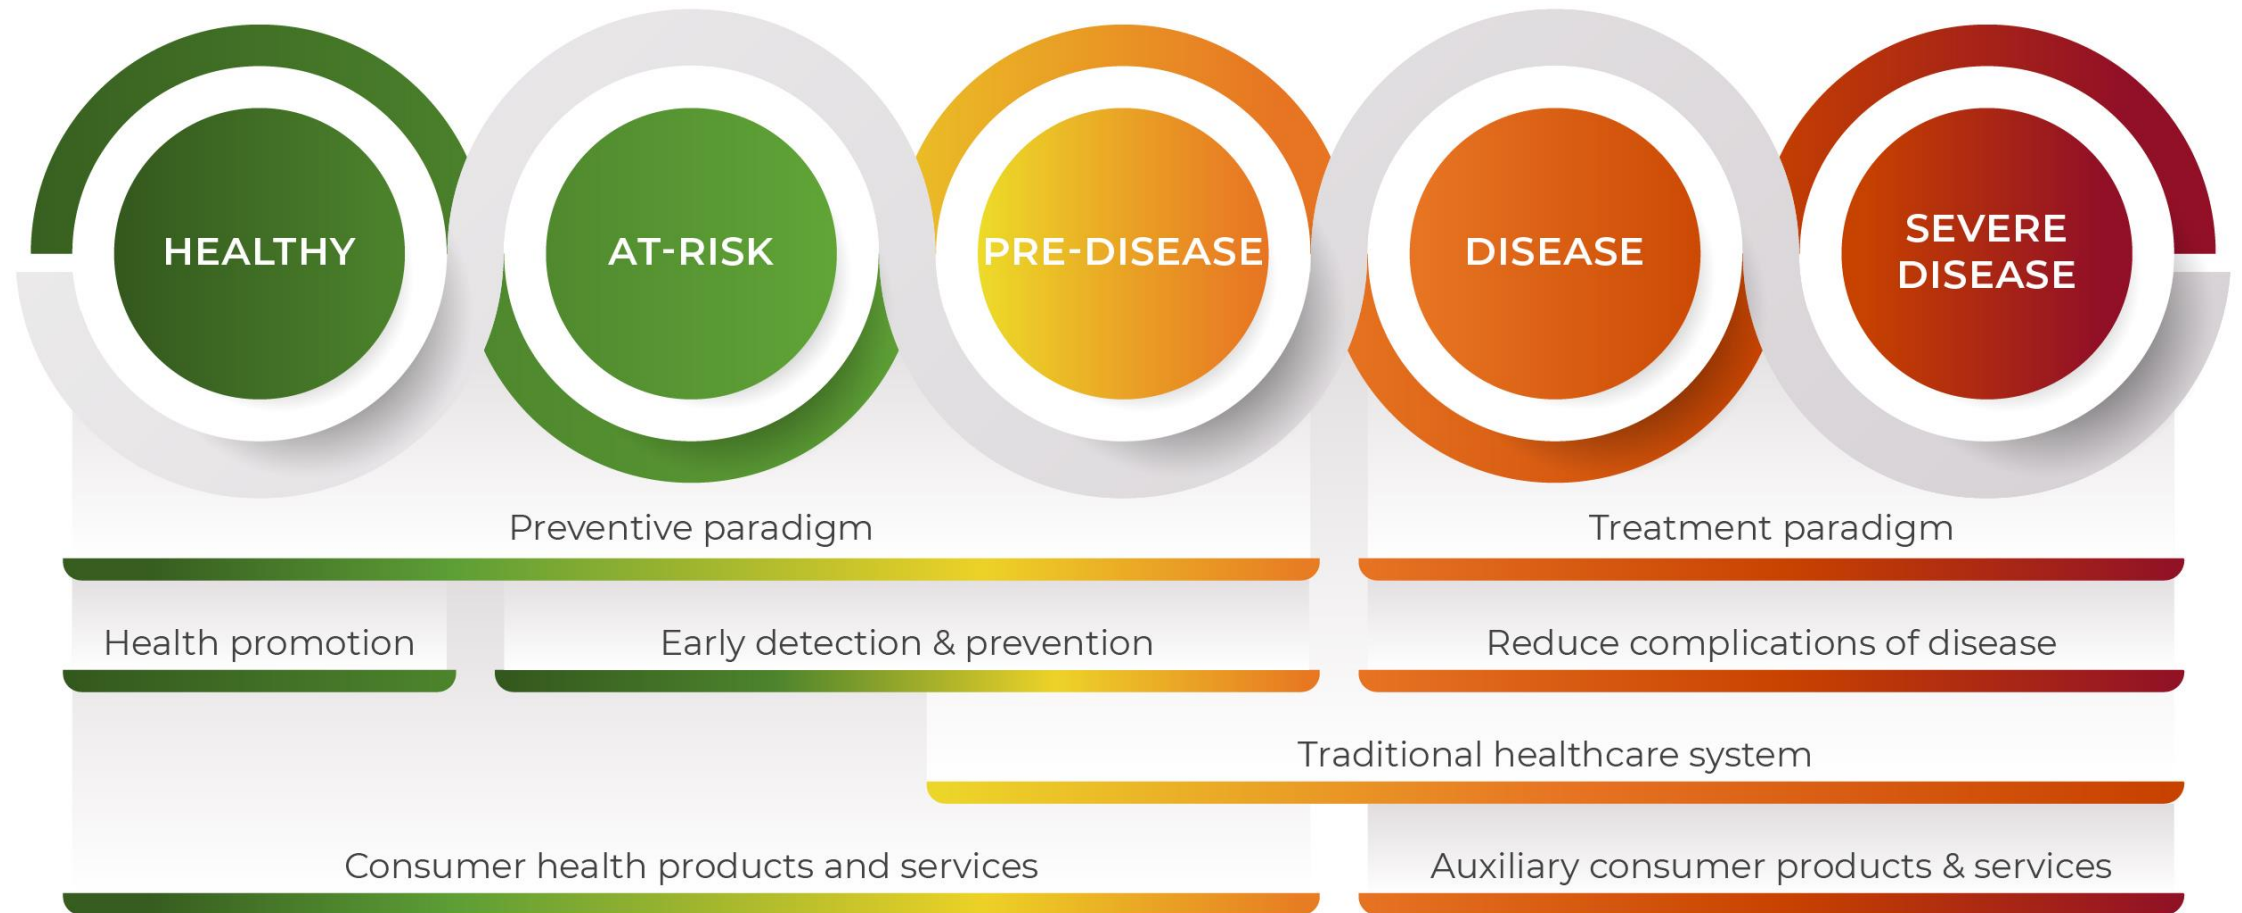 HEALTHY
AT-RISK
PRE-DISEASE
DISEASE
SEVERE
DISEASE
Preventive paradigm
Treatment paradigm
Health promotion
Early detection & prevention
Reduce complications of disease
Traditional healthcare system
Consumer health products and services
Auxiliary consumer products & services